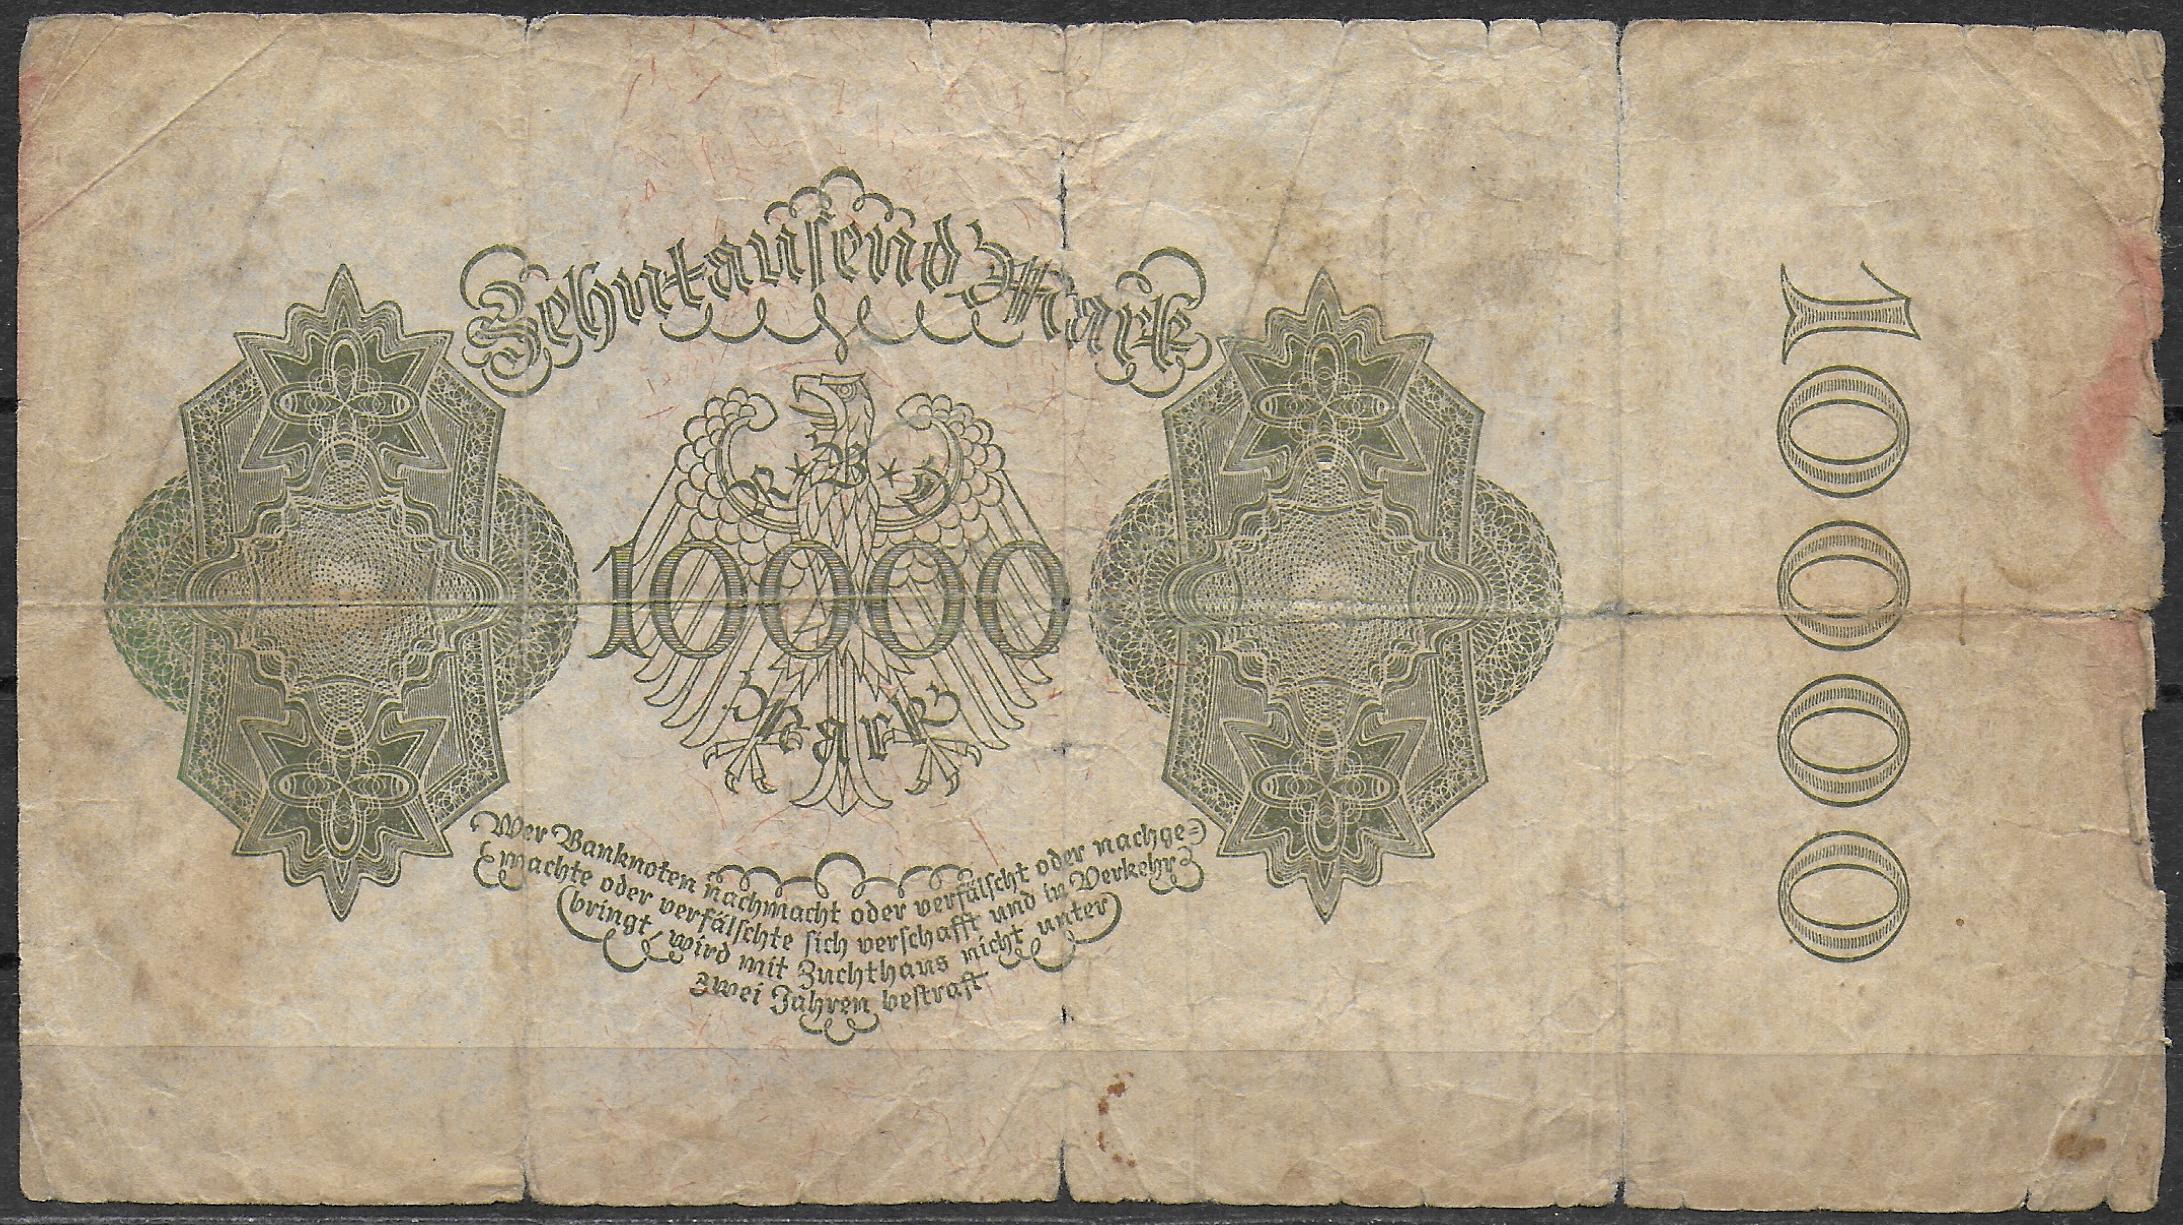 Zehntausend Mark
R * B * D
10000
Mark
Wer Banknoten nachmacht oder verfälscht oder nachge=
machte oder verfälschte sich verschafft und in Verkehr
bringt, wird mit Zuchthaus nicht unter
zwei Jahren bestraft
10000